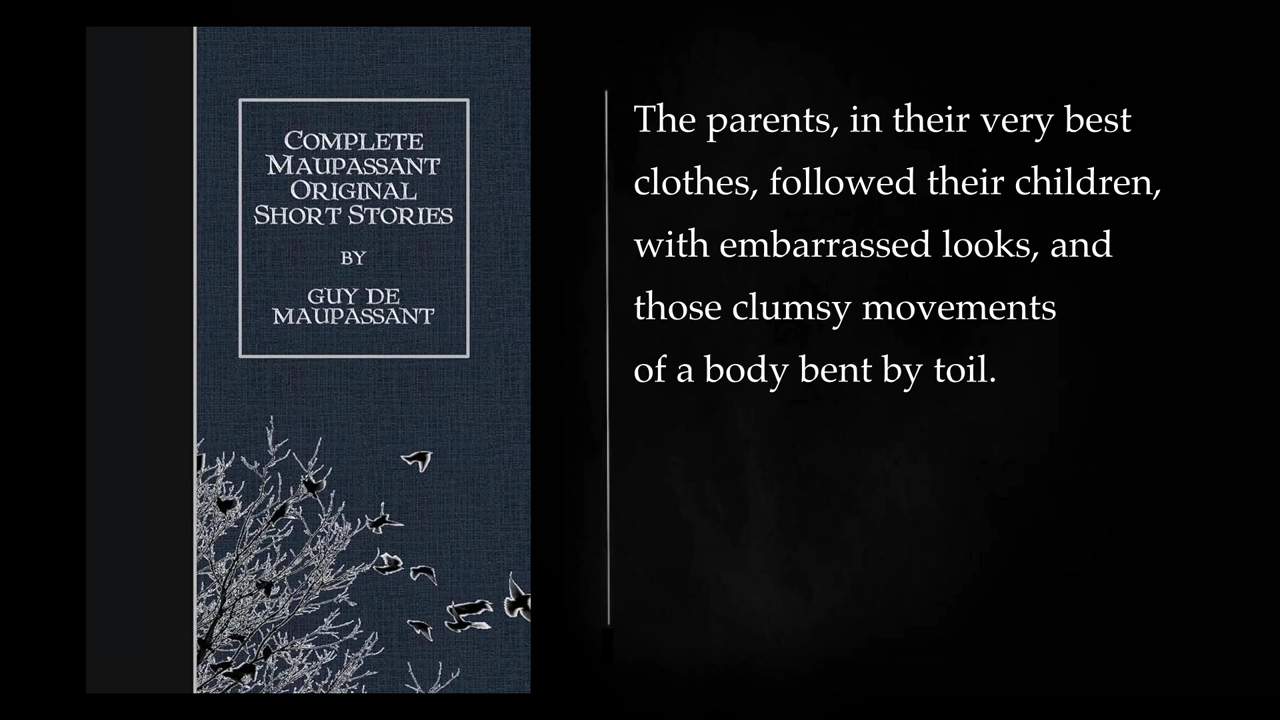 COMPLETE
MAUPASSANT
ORIGINAL
SHORT STORIES
BY
GUY DE
MAUPASSANT
The parents, in their very best
clothes, followed their children,
with embarrassed looks, and
those clumsy movements
of a body bent by toil.